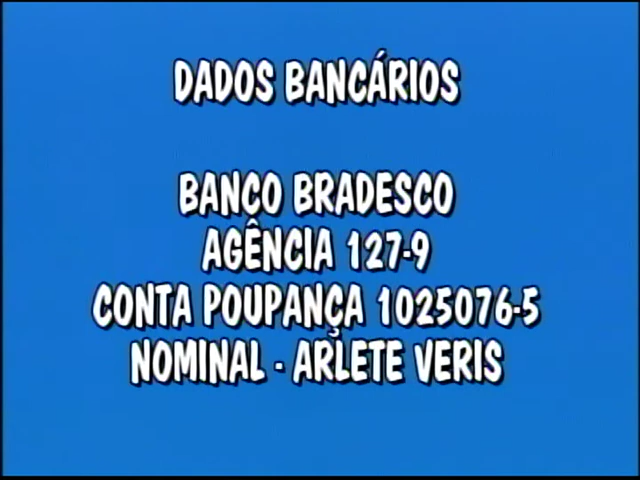 DADOS BANCÁRIOS
BANCO BRADESCO
AGÊNCIA 127-9
CONTA POUPANÇA 1025076-5
NOMINAL - ARLETE VERIS